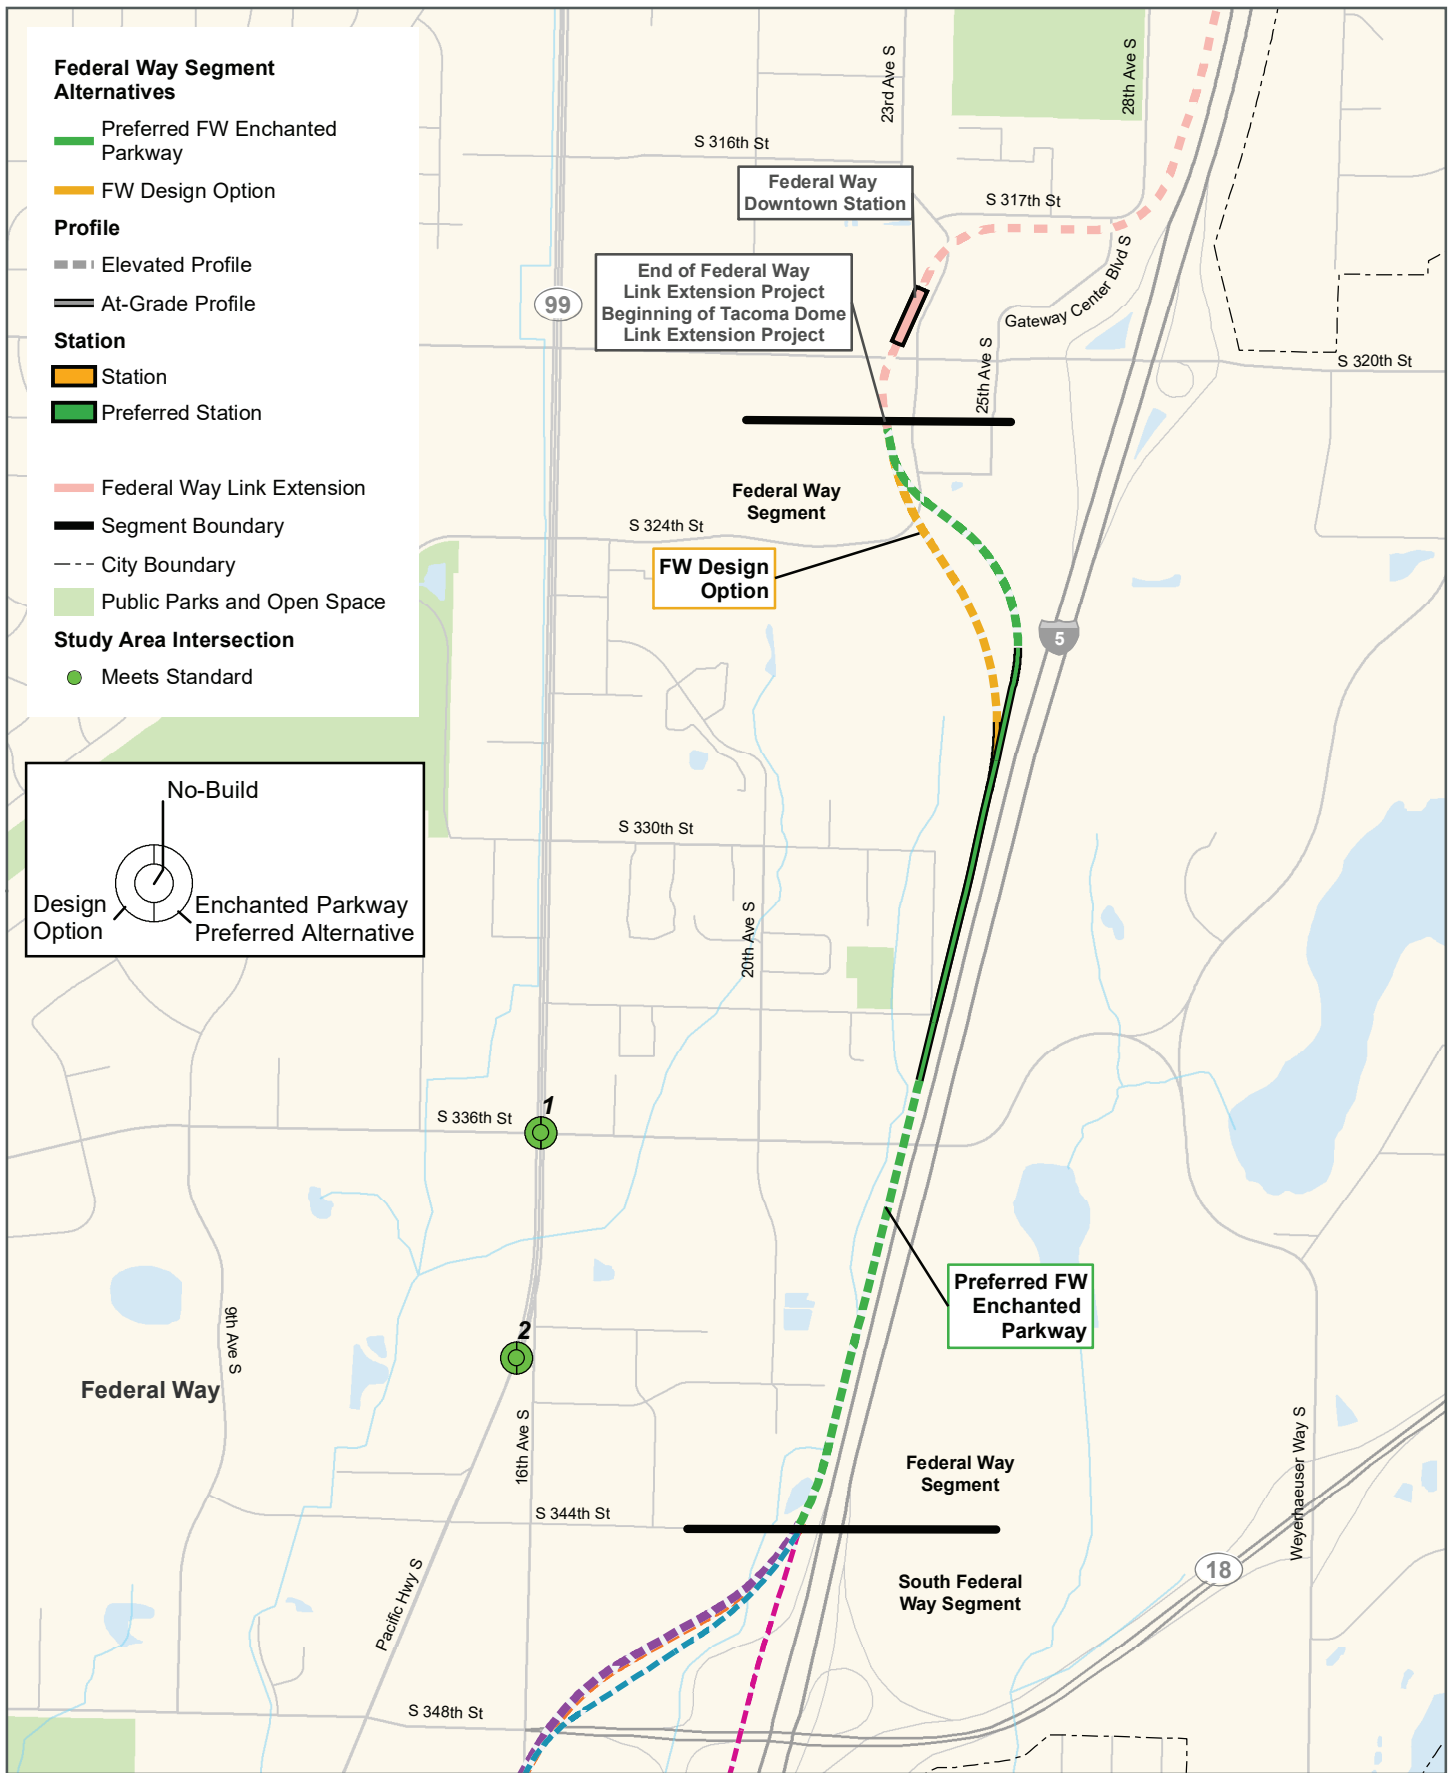 Federal Way Segment
Alternatives
Preferred FW Enchanted
Parkway
FW Design Option
Profile
Elevated Profile
At-Grade Profile
Station
Station
Preferred Station
Federal Way Link Extension
Segment Boundary
City Boundary
Public Parks and Open Space
Study Area Intersection
Meets Standard
No-Build
Design
Option
Enchanted Parkway
Preferred Alternative
23rd Ave S
28th Ave S
S 316th St
Federal Way
Downtown Station
S 317th St
End of Federal Way
Link Extension Project
Beginning of Tacoma Dome
Link Extension Project
Gateway Center Blvd S
99
25th Ave S
S 320th St
Federal Way
Segment
S 324th St
FW Design
Option
5
S 330th St
20th Ave S
1
S 336th St
Preferred FW
Enchanted
Parkway
2
9th Ave S
Federal Way
16th Ave S
Federal Way
Segment
Weyerhaeuser Way S
S 344th St
18
South Federal
Way Segment
Pacific Hwy S
S 348th St